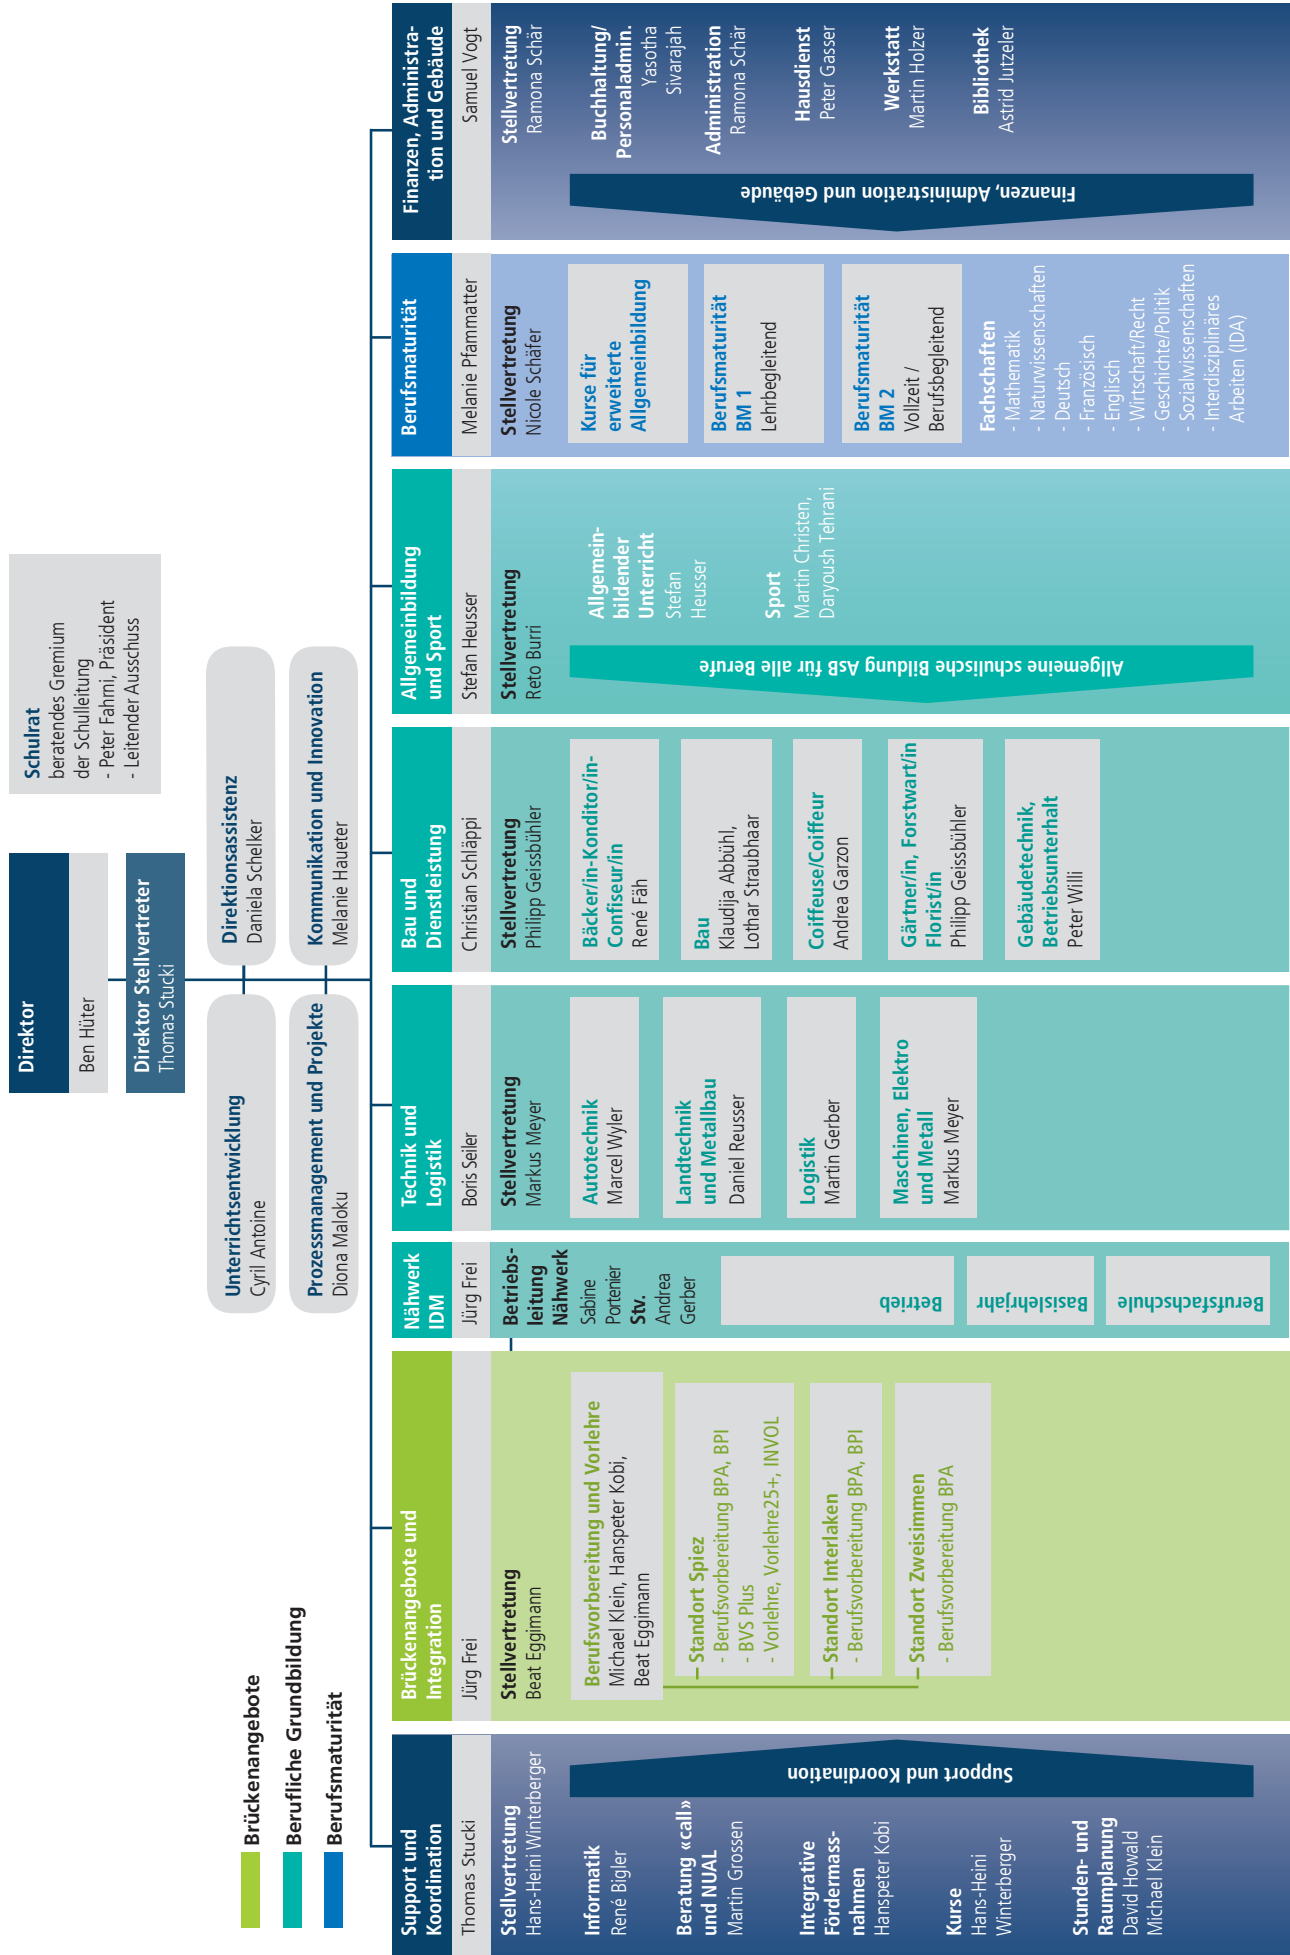 Direktor
Ben Hüter
Direktor Stellvertreter
Thomas Stucki
Schulrat
beratendes Gremium
der Schulleitung
- Peter Fahrni, Präsident
- Leitender Ausschuss
Unterrichtsentwicklung
Cyril Antoine
Direktionsassistenz
Daniela Schelker
Prozessmanagement und Projekte
Diona Maloku
Kommunikation und Innovation
Melanie Haueter
Brückenangebote
Berufliche Grundbildung
Berufsmaturität
Support und
Koordination
Thomas Stucki
Stellvertretung
Hans-Heini Winterberger
Informatik
René Bigler
Beratung «call»
und NUAL
Martin Grossen
Integrative
Fördermass-
nahmen
Hanspeter Kobi
Kurse
Hans-Heini
Winterberger
Stunden- und
Raumplanung
David Howald
Michael Klein
Support und Koordination
Brückenangebote und
Integration
Jürg Frei
Stellvertretung
Beat Eggimann
Berufsvorbereitung und Vorlehre
Michael Klein, Hanspeter Kobi,
Beat Eggimann
Standort Spiez
- Berufsvorbereitung BPA, BPI
- BVS Plus
- Vorlehre, Vorlehre25+, INVOL
Standort Interlaken
- Berufsvorbereitung BPA, BPI
Standort Zweisimmen
- Berufsvorbereitung BPA
Nähwerk
IDM
Jürg Frei
Betriebs-
leitung
Nähwerk
Sabine
Portenier
Stv.
Andrea
Gerber
Betrieb
Basislehrjahr
Berufsfachschule
Technik und
Logistik
Boris Seiler
Stellvertretung
Markus Meyer
Autotechnik
Marcel Wyler
Landtechnik
und Metallbau
Daniel Reusser
Logistik
Martin Gerber
Maschinen, Elektro
und Metall
Markus Meyer
Bau und
Dienstleistung
Christian Schläppi
Stellvertretung
Philipp Geissbühler
Bäcker/in-Konditor/in-
Confiseur/in
René Fäh
Bau
Klaudija Abbühl,
Lothar Straubhaar
Coiffeuse/Coiffeur
Andrea Garzon
Gärtner/in, Forstwart/in
Florist/in
Philipp Geissbühler
Gebäudetechnik,
Betriebsunterhalt
Peter Willi
Allgemeinbildung
und Sport
Stefan Heusser
Stellvertretung
Reto Burri
Allgemein-
bildender
Unterricht
Stefan
Heusser
Sport
Martin Christen,
Daryoush Tehrani
Allgemeine schulische Bildung AsB für alle Berufe
Berufsmaturität
Melanie Pfammatter
Stellvertretung
Nicole Schäfer
Kurse für
erweiterte
Allgemeinbildung
Berufsmaturität
BM 1
Lehrbegleitend
Berufsmaturität
BM 2
Vollzeit /
Berufsbegleitend
Fachschaften
- Mathematik
- Naturwissenschaften
- Deutsch
- Französisch
- Englisch
- Wirtschaft/Recht
- Geschichte/Politik
- Sozialwissenschaften
- Interdisziplinäres
Arbeiten (IDA)
Finanzen, Administra-
tion und Gebäude
Samuel Vogt
Stellvertretung
Ramona Schär
Buchhaltung/
Personaladmin.
Yasotha
Sivarajah
Administration
Ramona Schär
Hausdienst
Peter Gasser
Werkstatt
Martin Holzer
Bibliothek
Astrid Jutzeler
Finanzen, Administration und Gebäude